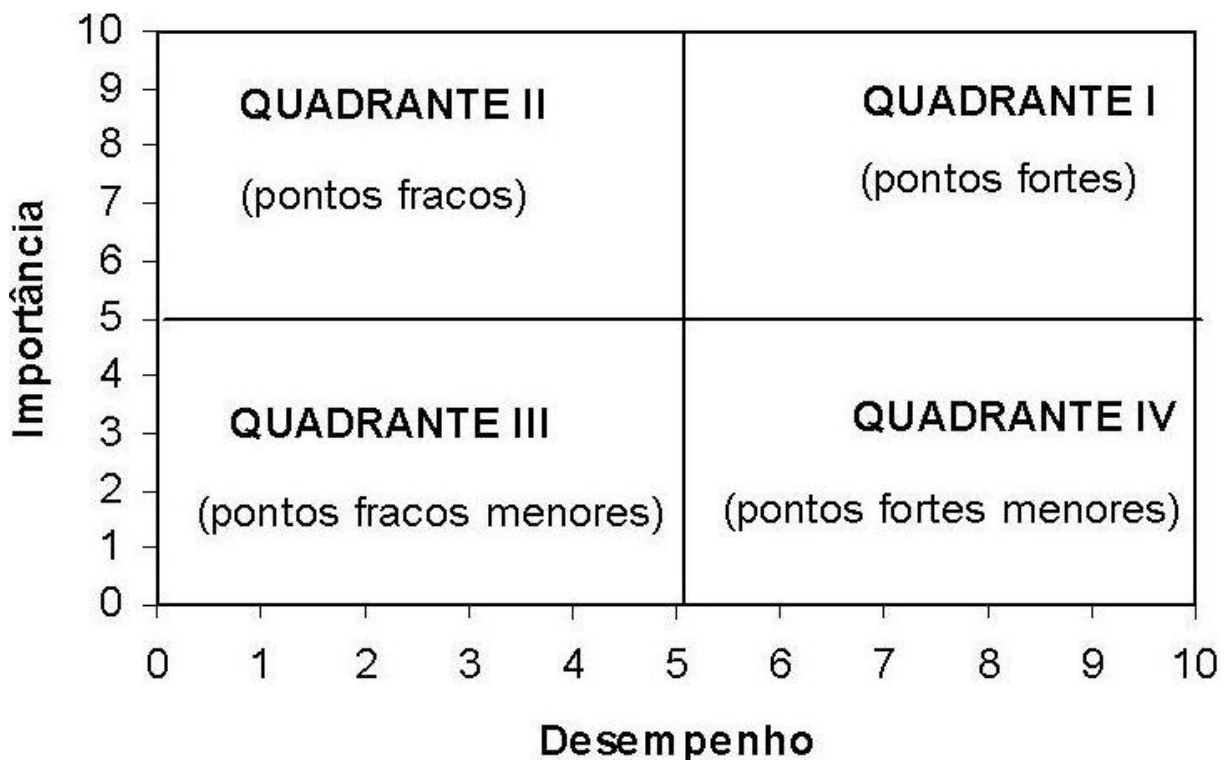 10
9
8
7
6
5
4
3
2
1
0
Importância
QUADRANTE II
(pontos fracos)
QUADRANTE I
(pontos fortes)
QUADRANTE III
(pontos fracos menores)
QUADRANTE IV
(pontos fortes menores)
0 1 2 3 4 5 6 7 8 9 10
Desempenho